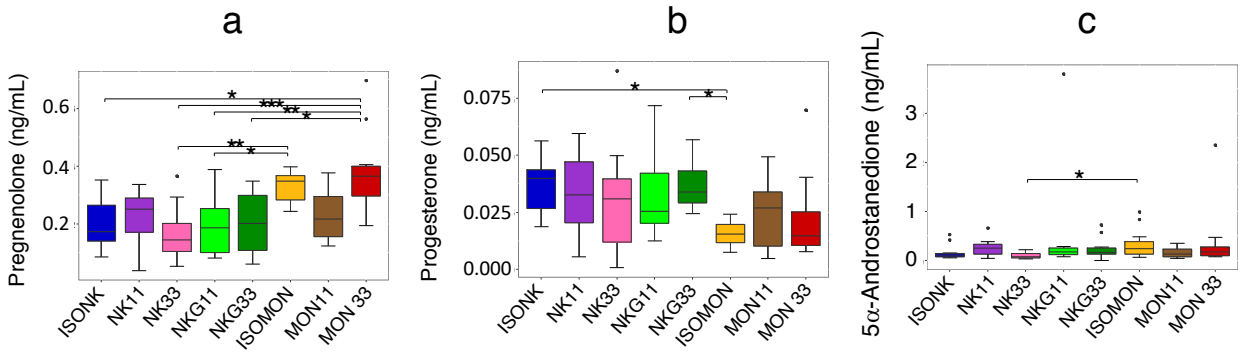 a
Pregnenolone (ng/mL)
0.6
0.4
0.2
*
***
**
*
**
*
ISONK
NK11
NK33
NKG11
NKG33
ISOMON
MON11
MON 33
b
Progesterone (ng/mL)
0.075
0.050
0.025
0.000
*
*
ISONK
NK11
NK33
NKG11
NKG33
ISOMON
MON11
MON 33
c
5α-Androstanedione (ng/mL)
3
2
1
0
*
ISONK
NK11
NK33
NKG11
NKG33
ISOMON
MON11
MON 33